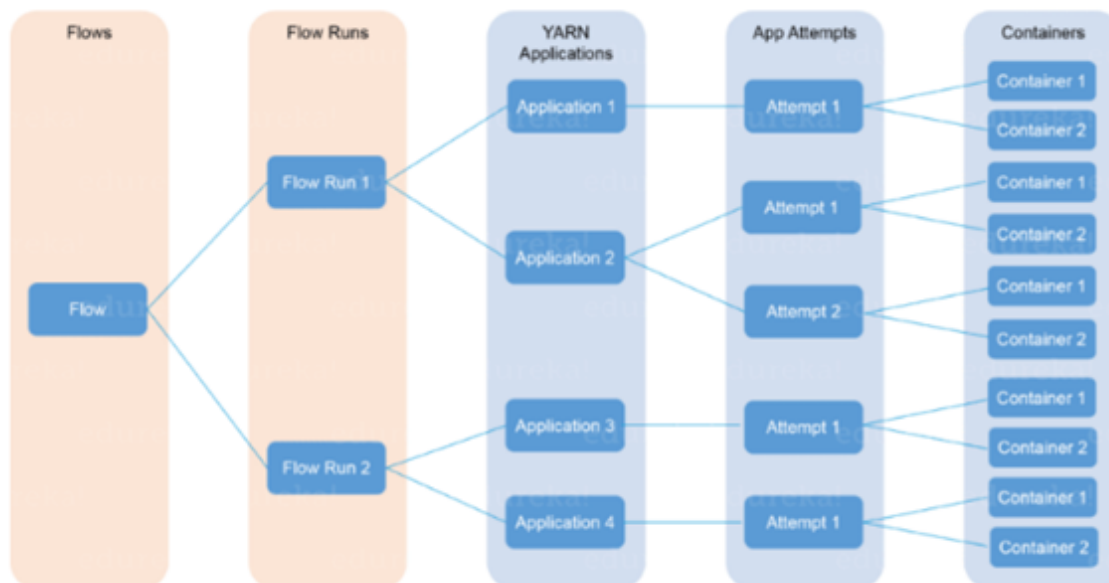 Flows
Flow Runs
YARN
Applications
App Attempts
Containers
Flow
Flow Run 1
Flow Run 2
Application 1
Application 2
Application 3
Application 4
Attempt 1
Attempt 1
Attempt 2
Attempt 1
Attempt 1
Container 1
Container 2
Container 1
Container 2
Container 1
Container 2
Container 1
Container 2
Container 1
Container 2
edureka!